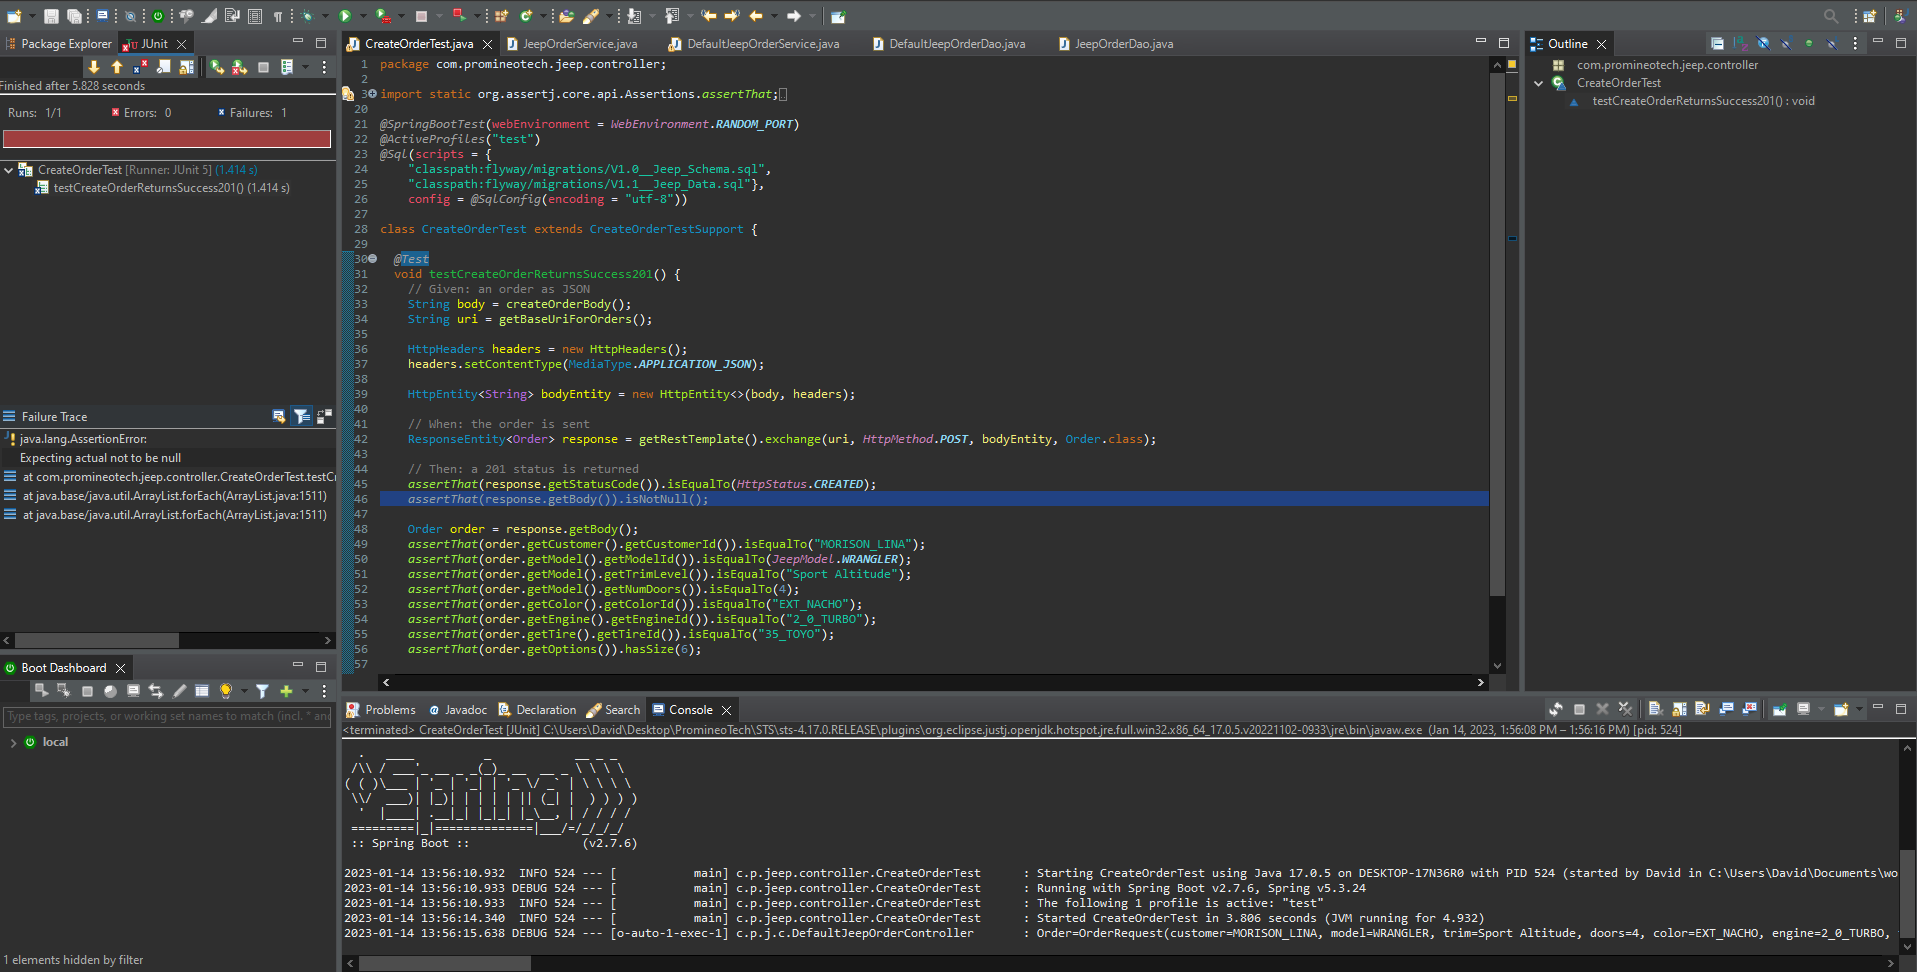 Package Explorer
JUnit
Finished after 5.828 seconds
Runs: 1/1
Errors: 0
Failures: 1
CreateOrderTest [Runner: JUnit 5] (1.414 s)
testCreateOrderReturnsSuccess201() (1.414 s)
Failure Trace
java.lang.AssertionError:
Expecting actual not to be null
at com.promineotech.jeep.controller.CreateOrderTest.testC
at java.base/java.util.ArrayList.forEach(ArrayList.java:1511)
at java.base/java.util.ArrayList.forEach(ArrayList.java:1511)
Boot Dashboard
Type tags, projects, or working set names to match (incl. * and
local
1 elements hidden by filter
CreateOrderTest.java
JeepOrderService.java
DefaultJeepOrderService.java
DefaultJeepOrderDao.java
JeepOrderDao.java
1 package com.promineotech.jeep.controller;
2
3 import static org.assertj.core.api.Assertions.assertThat;
20
21 @SpringBootTest(webEnvironment = WebEnvironment.RANDOM_PORT)
22 @ActiveProfiles("test")
23 @Sql(scripts = {
24 "classpath:flyway/migrations/V1.0__Jeep_Schema.sql",
25 "classpath:flyway/migrations/V1.1__Jeep_Data.sql"},
26 config = @SqlConfig(encoding = "utf-8"))
27
28 class CreateOrderTest extends CreateOrderTestSupport {
29
30 @Test
31 void testCreateOrderReturnsSuccess201() {
32 // Given: an order as JSON
33 String body = createOrderBody();
34 String uri = getBaseUriForOrders();
35
36 HttpHeaders headers = new HttpHeaders();
37 headers.setContentType(MediaType.APPLICATION_JSON);
38
39 HttpEntity<String> bodyEntity = new HttpEntity<>(body, headers);
40
41 // When: the order is sent
42 ResponseEntity<Order> response = getRestTemplate().exchange(uri, HttpMethod.POST, bodyEntity, Order.class);
43
44 // Then: a 201 status is returned
45 assertThat(response.getStatusCode()).isEqualTo(HttpStatus.CREATED);
46 assertThat(response.getBody()).isNotNull();
47
48 Order order = response.getBody();
49 assertThat(order.getCustomer().getCustomerId()).isEqualTo("MORISON_LINA");
50 assertThat(order.getModel().getModelId()).isEqualTo(JeepModel.WRANGLER);
51 assertThat(order.getModel().getTrimLevel()).isEqualTo("Sport Altitude");
52 assertThat(order.getModel().getNumDoors()).isEqualTo(4);
53 assertThat(order.getColor().getColorId()).isEqualTo("EXT_NACHO");
54 assertThat(order.getEngine().getEngineId()).isEqualTo("2_0_TURBO");
55 assertThat(order.getTire().getTireId()).isEqualTo("35_TOYO");
56 assertThat(order.getOptions()).hasSize(6);
57
Outline
com.promineotech.jeep.controller
CreateOrderTest
testCreateOrderReturnsSuccess201() : void
Problems
Javadoc
Declaration
Search
Console
<terminated> CreateOrderTest [JUnit] C:\Users\David\Desktop\PromineoTech\STS\sts-4.17.0.RELEASE\plugins\org.eclipse.justj.openjdk.hotspot.jre.full.win32.x86_64_17.0.5.v20221102-0933\jre\bin\javaw.exe (Jan 14, 2023, 1:56:08 PM – 1:56:16 PM) [pid: 524]
Spring
:: Spring Boot :: (v2.7.6)
2023-01-14 13:56:10.932 INFO 524 --- [ main] c.p.jeep.controller.CreateOrderTest : Starting CreateOrderTest using Java 17.0.5 on DESKTOP-17N36R0 with PID 524 (started by David in C:\Users\David\Documents\wo
2023-01-14 13:56:10.933 DEBUG 524 --- [ main] c.p.jeep.controller.CreateOrderTest : Running with Spring Boot v2.7.6, Spring v5.3.24
2023-01-14 13:56:10.933 INFO 524 --- [ main] c.p.jeep.controller.CreateOrderTest : The following 1 profile is active: "test"
2023-01-14 13:56:14.340 INFO 524 --- [ main] c.p.jeep.controller.CreateOrderTest : Started CreateOrderTest in 3.806 seconds (JVM running for 4.932)
2023-01-14 13:56:15.638 DEBUG 524 --- [o-auto-1-exec-1] c.p.j.c.DefaultJeepOrderController : Order=OrderRequest(customer=MORISON_LINA, model=WRANGLER, trim=Sport Altitude, doors=4, color=EXT_NACHO, engine=2_0_TURBO,